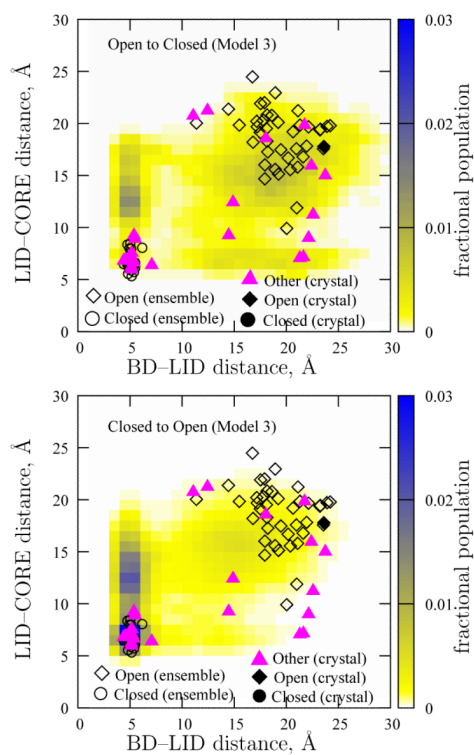 30
25
20
15
10
5
0
LID–CORE distance, Å
Open to Closed (Model 3)
Open (ensemble)
Closed (ensemble)
Other (crystal)
Open (crystal)
Closed (crystal)
0 5 10 15 20 25 30
BD–LID distance, Å
0.03
0.02
0.01
0
fractional population
30
25
20
15
10
5
0
LID–CORE distance, Å
Closed to Open (Model 3)
Open (ensemble)
Closed (ensemble)
Other (crystal)
Open (crystal)
Closed (crystal)
0 5 10 15 20 25 30
BD–LID distance, Å
0.03
0.02
0.01
0
fractional population